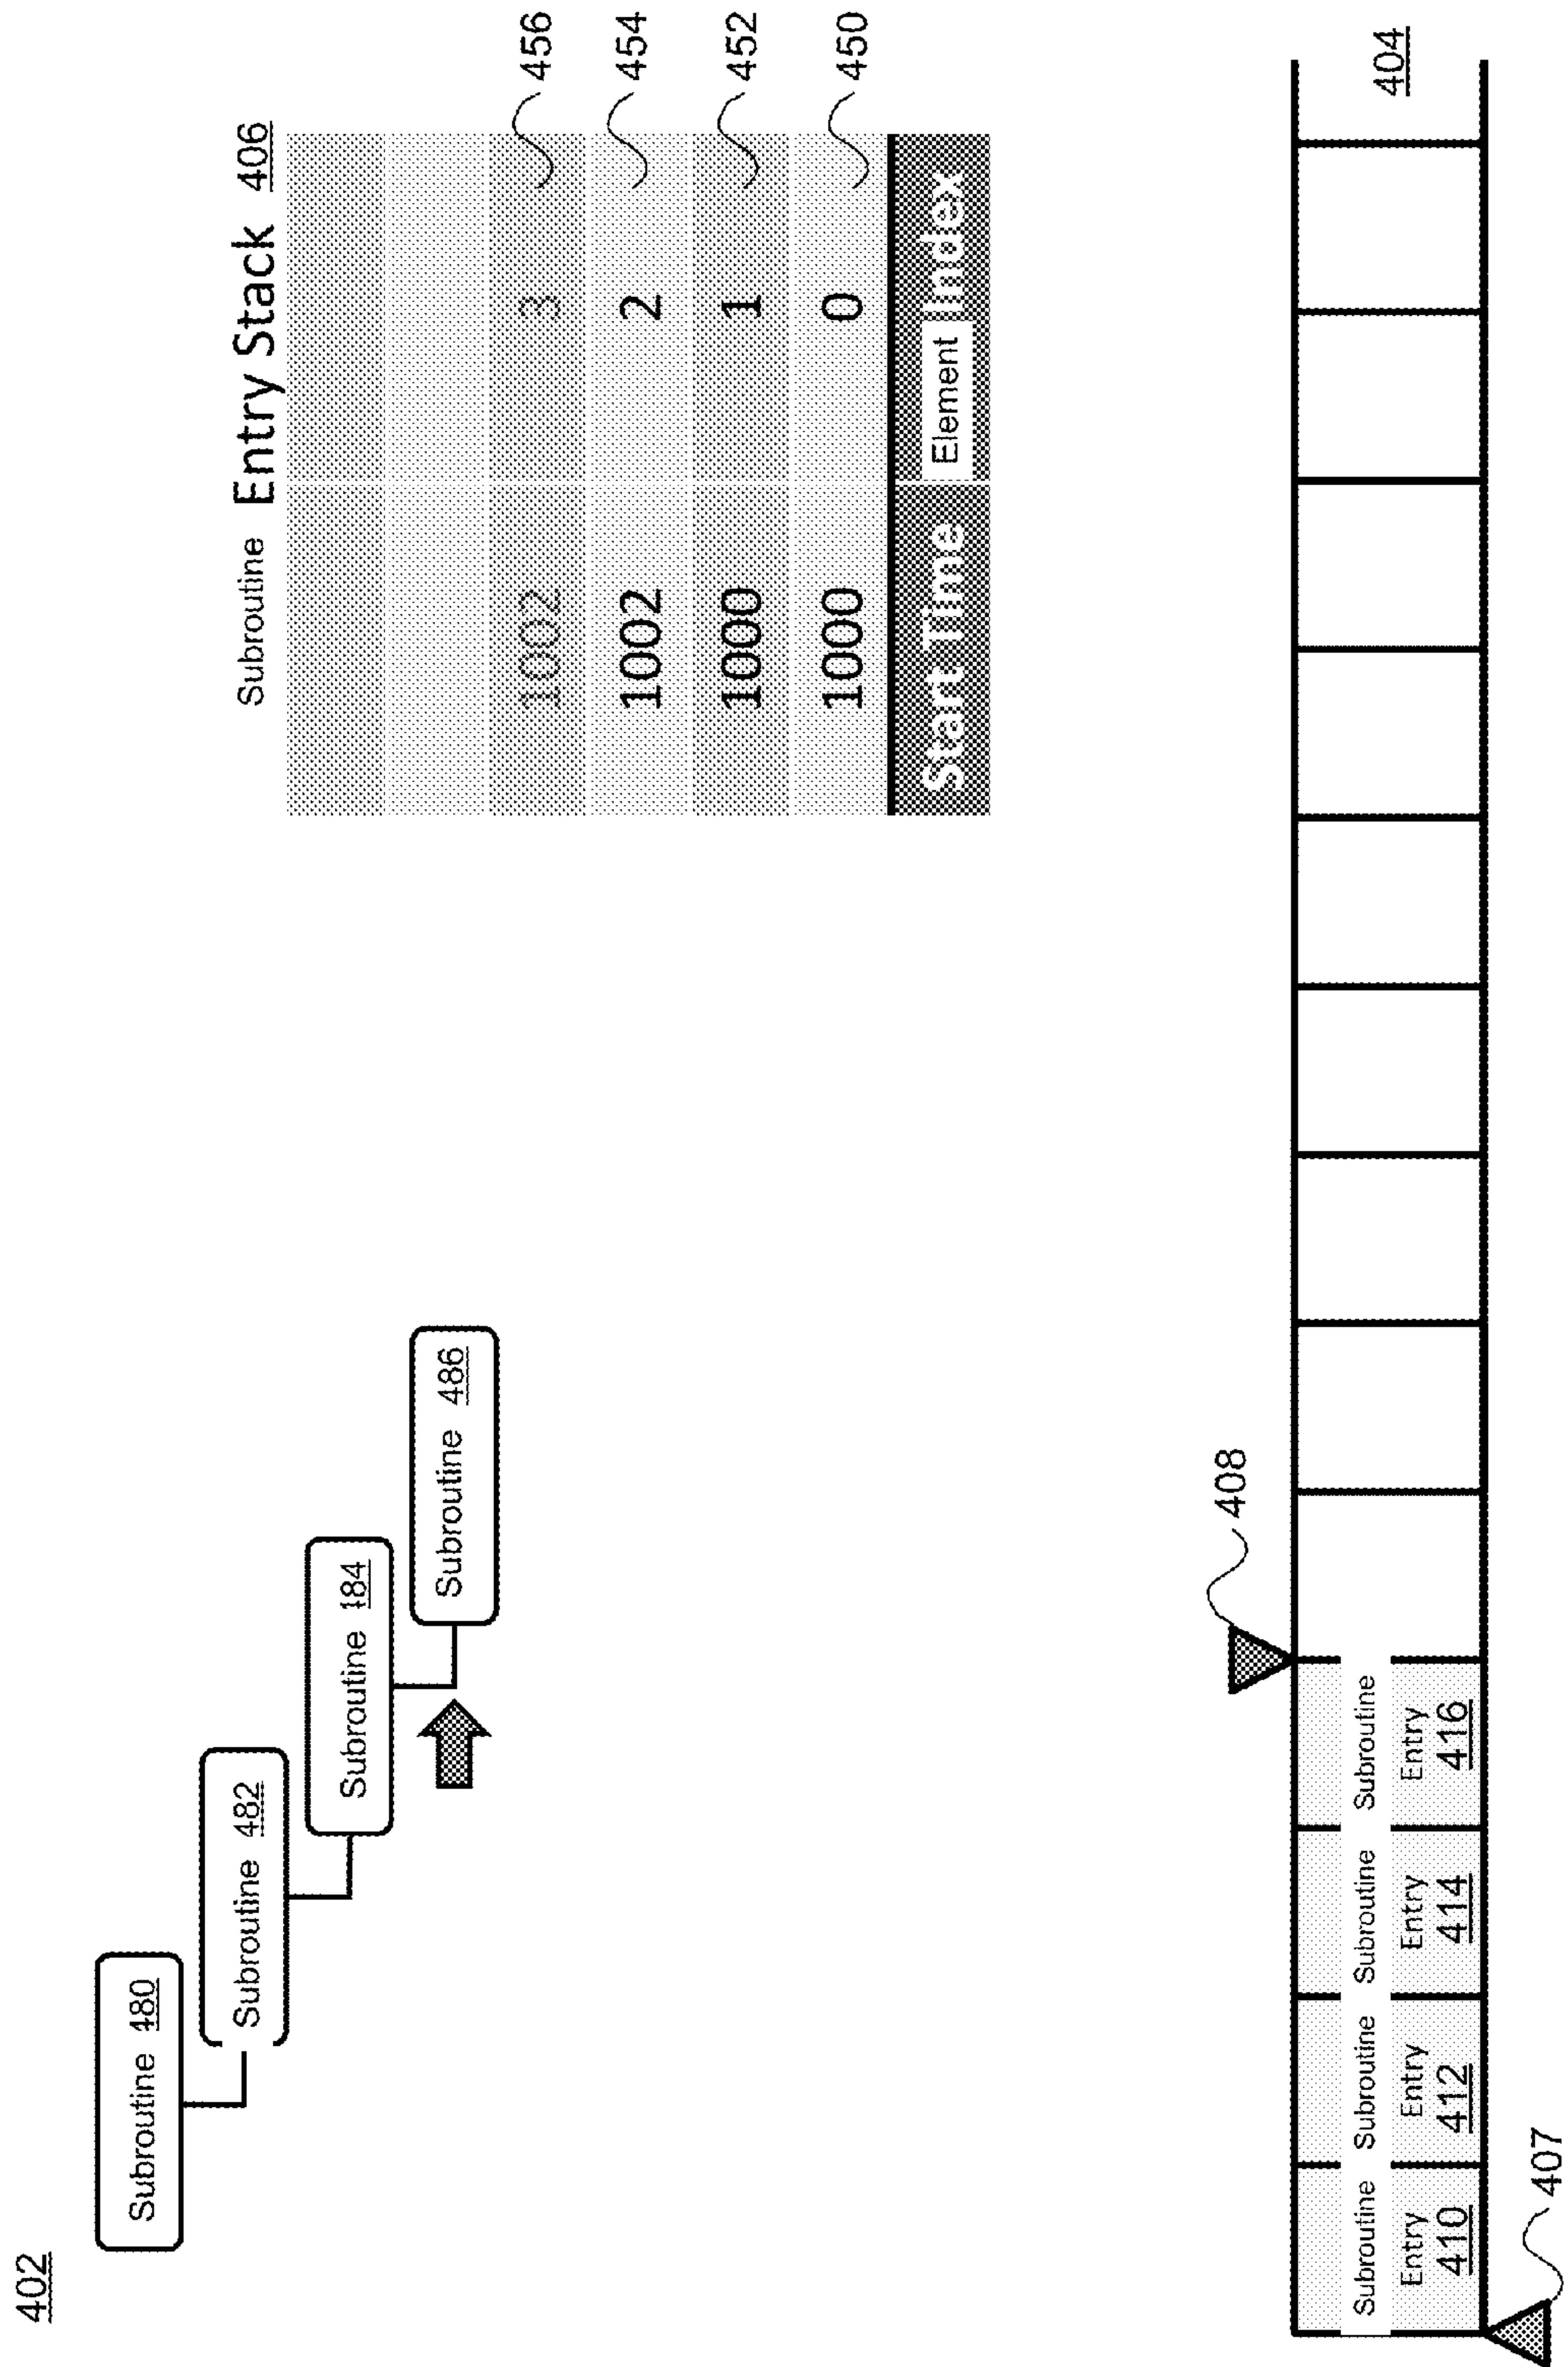 402
Subroutine 480
Subroutine 482
Subroutine 184
Subroutine 486
Subroutine Entry Stack 406
1002 3 456
1002 2 454
1000 1 452
1000 0 450
Start Time Element Index
408
404
Subroutine Entry 410
Subroutine Entry 412
Subroutine Entry 414
Subroutine Entry 416
407